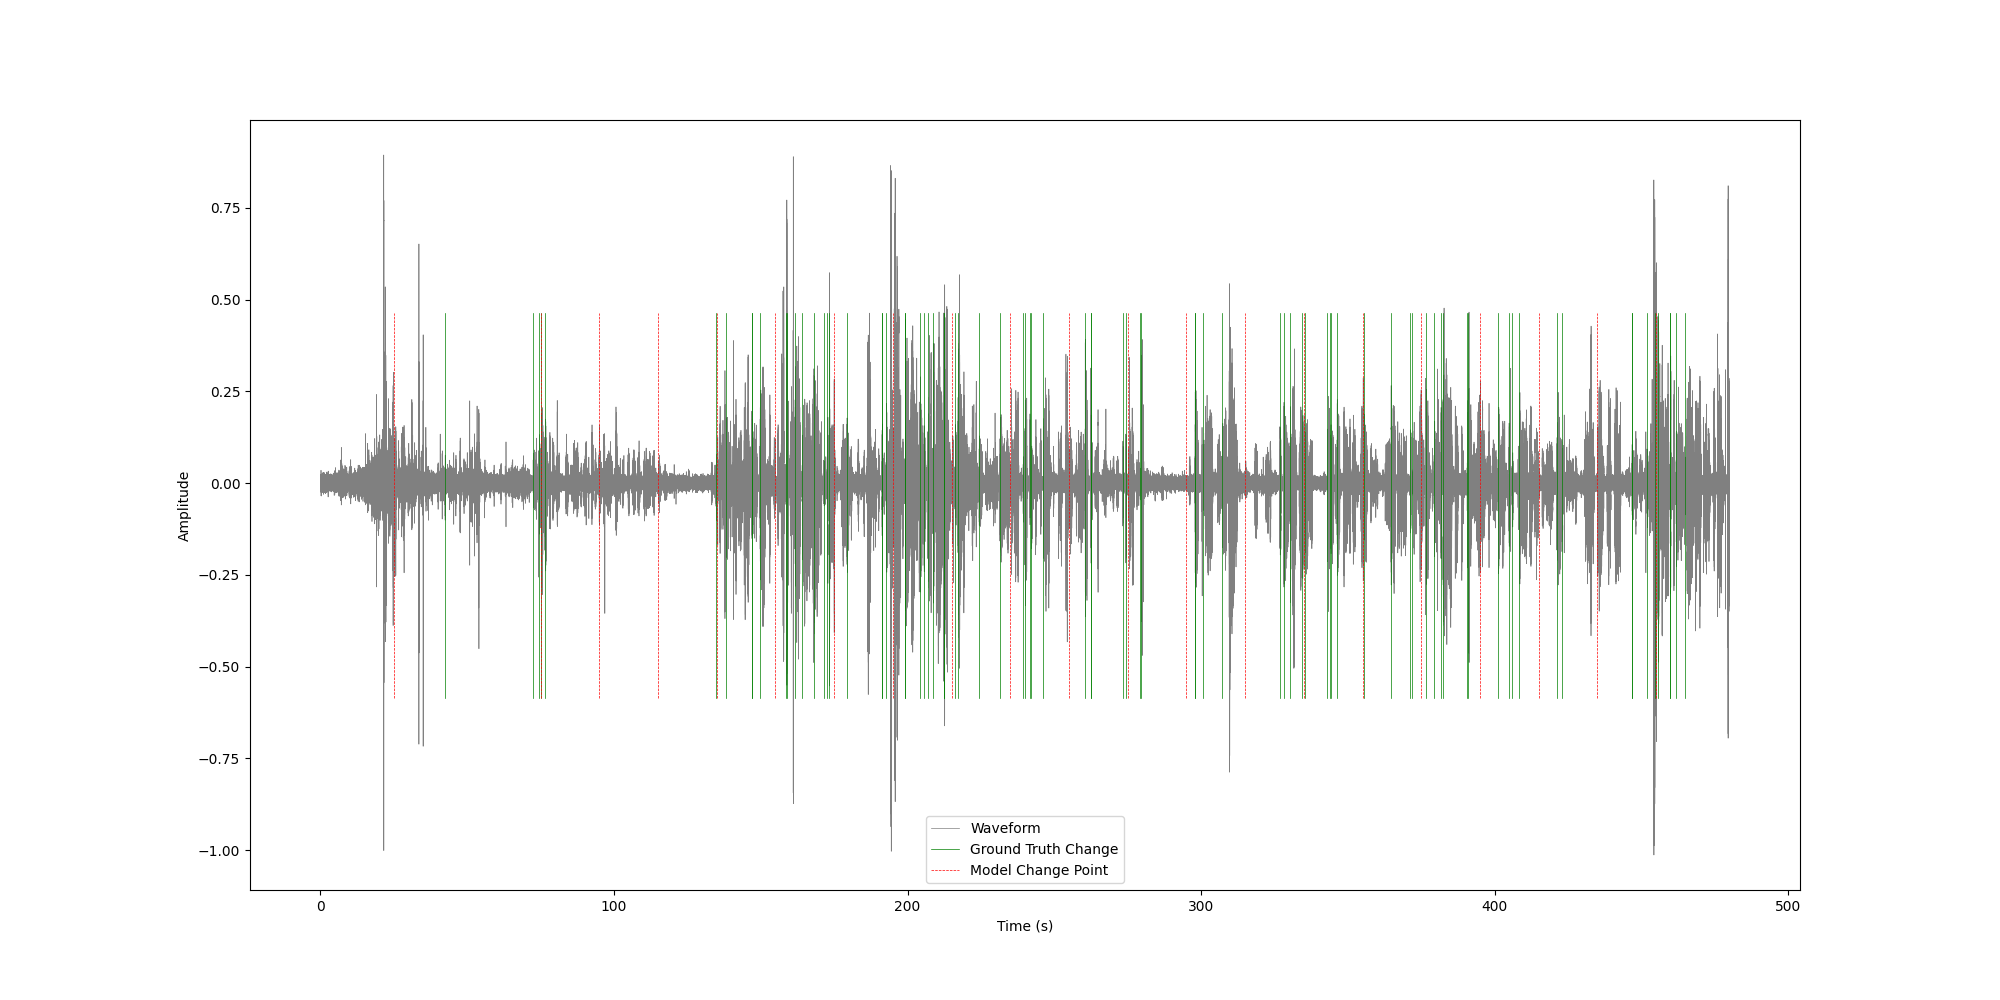 0.75
0.50
0.25
0.00
−0.25
−0.50
−0.75
−1.00
Amplitude
0
100
200
300
400
500
Time (s)
Waveform
Ground Truth Change
Model Change Point